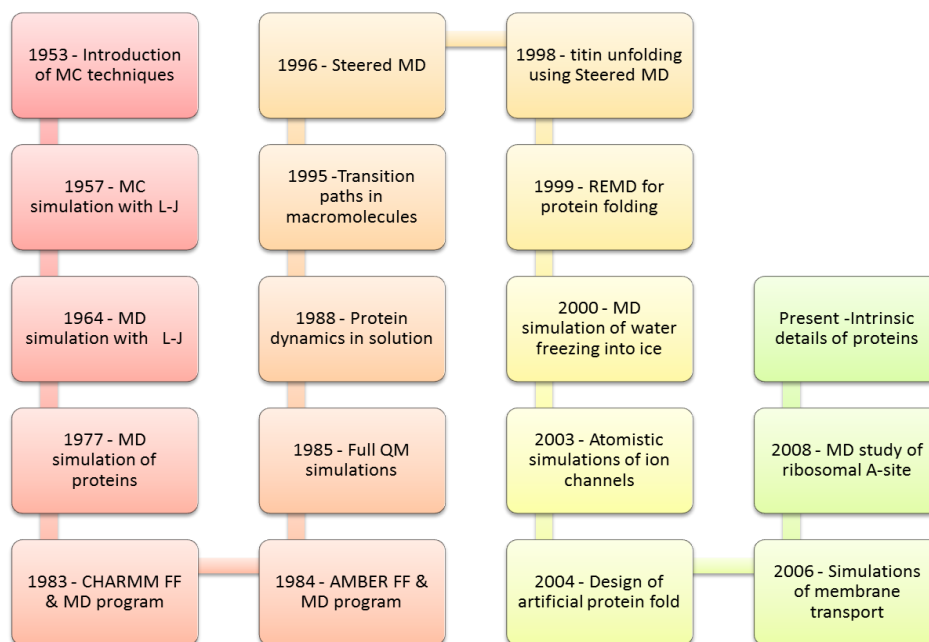 1953 - Introduction
of MC techniques
1957 - MC
simulation with L-J
1964 - MD
simulation with L-J
1977 - MD
simulation of
proteins
1983 - CHARMM FF
& MD program
1984 - AMBER FF &
MD program
1985 - Full QM
simulations
1988 - Protein
dynamics in solution
1995 -Transition
paths in
macromolecules
1996 - Steered MD
1998 - titin unfolding
using Steered MD
1999 - REMD for
protein folding
2000 - MD
simulation of water
freezing into ice
2003 - Atomistic
simulations of ion
channels
2004 - Design of
artificial protein fold
2006 - Simulations
of membrane
transport
2008 - MD study of
ribosomal A-site
Present -Intrinsic
details of proteins